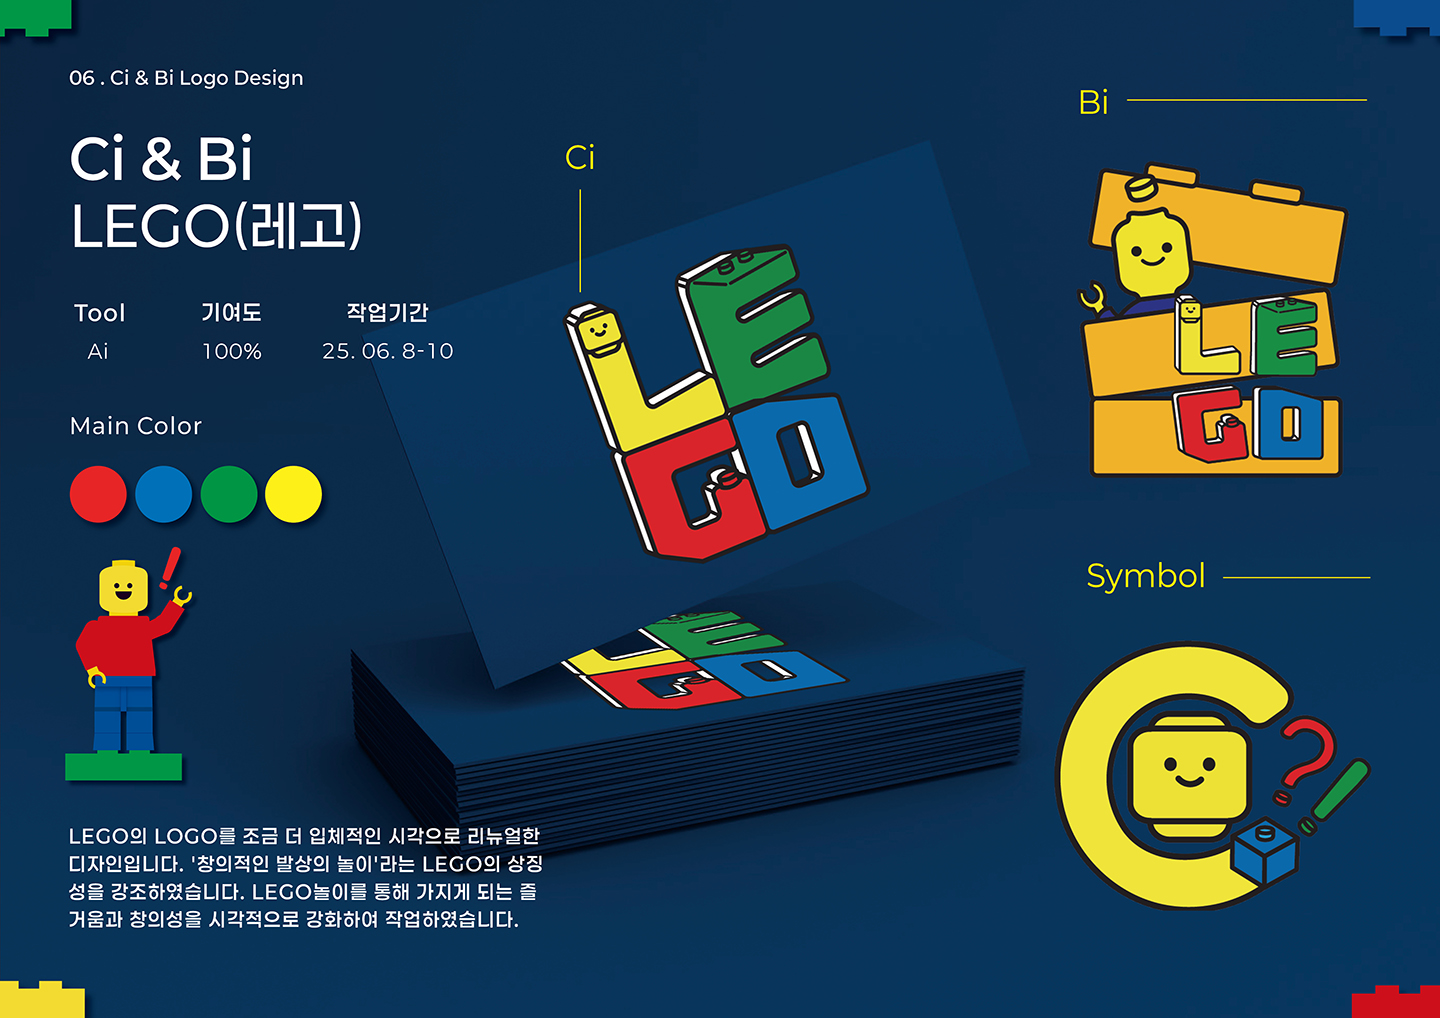 06 . Ci & Bi Logo Design
Ci & Bi
LEGO(레고)
Tool 기여도 작업기간
Ai 100% 25. 06. 8-10
Main Color
LEGO의 LOGO를 조금 더 입체적인 시각으로 리뉴얼한
디자인입니다. '창의적인 발상의 놀이'라는 LEGO의 상징
성을 강조하였습니다. LEGO놀이를 통해 가지게 되는 즐
거움과 창의성을 시각적으로 강화하여 작업하였습니다.
Ci
LE
GO
LE
GO
Bi
LE
GO
Symbol
C
?!